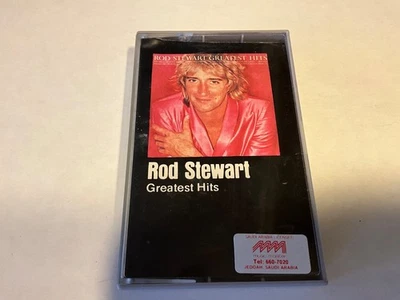 ROD STEWART GREATEST HITS
Rod Stewart
Greatest Hits
Tel: 660-7020
JEDDAH SAUDI ARABIA